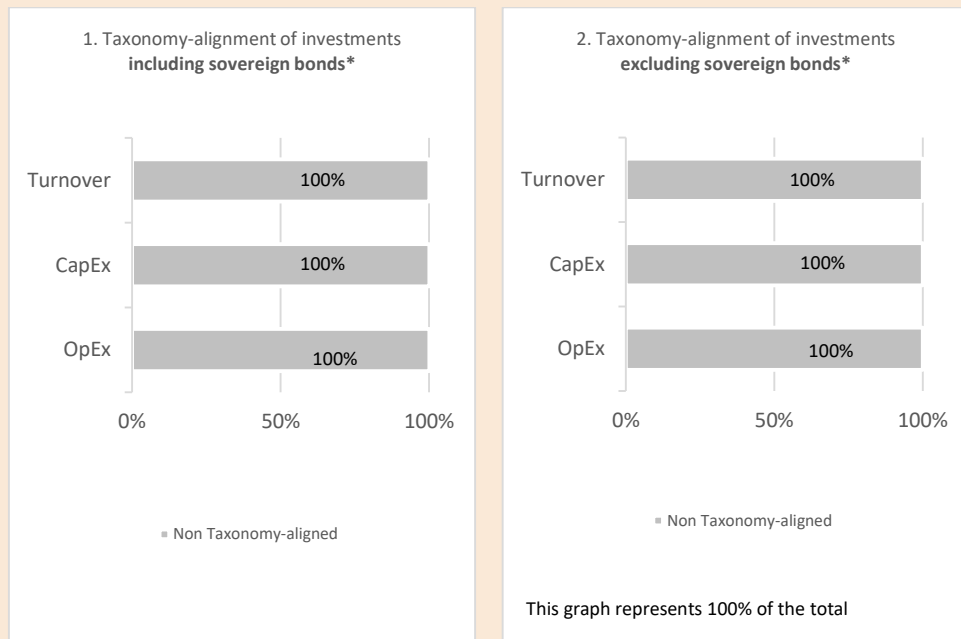 1. Taxonomy-alignment of investments
including sovereign bonds*
Turnover
100%
CapEx
100%
OpEx
100%
0%
50%
100%
Non Taxonomy-aligned
2. Taxonomy-alignment of investments
excluding sovereign bonds*
Turnover
100%
CapEx
100%
OpEx
100%
0%
50%
100%
Non Taxonomy-aligned
This graph represents 100% of the total